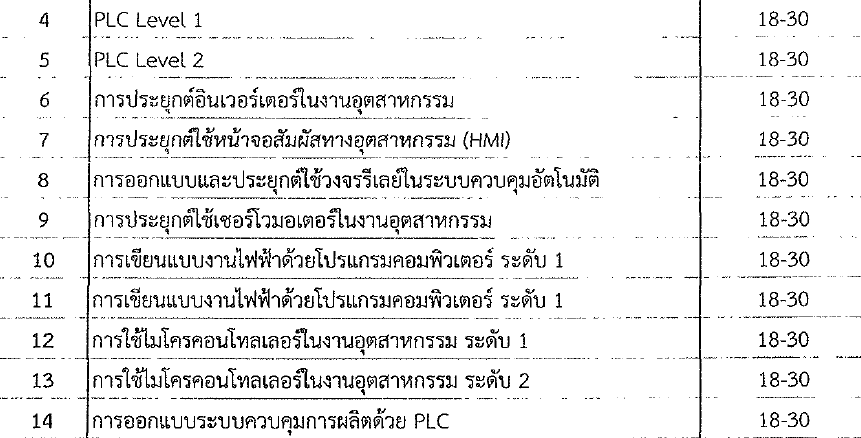 4 PLC Level 1 18-30
5 PLC Level 2 18-30
6 การประยุกต์อินเวอร์เตอร์ในงานอุตสาหกรรม 18-30
7 การประยุกต์ใช้หน้าจอสัมผัสทางอุตสาหกรรม (HMI) 18-30
8 การออกแบบและประยุกต์ใช้วงจรรีเลย์ในระบบควบคุมอัตโนมัติ 18-30
9 การประยุกต์ใช้เซอร์โวมอเตอร์ในงานอุตสาหกรรม 18-30
10 การเขียนแบบงานไฟฟ้าด้วยโปรแกรมคอมพิวเตอร์ ระดับ 1 18-30
11 การเขียนแบบงานไฟฟ้าด้วยโปรแกรมคอมพิวเตอร์ ระดับ 1 18-30
12 การใช้ไมโครคอนโทลเลอร์ในงานอุตสาหกรรม ระดับ 1 18-30
13 การใช้ไมโครคอนโทลเลอร์ในงานอุตสาหกรรม ระดับ 2 18-30
14 การออกแบบระบบควบคุมการผลิตด้วย PLC 18-30